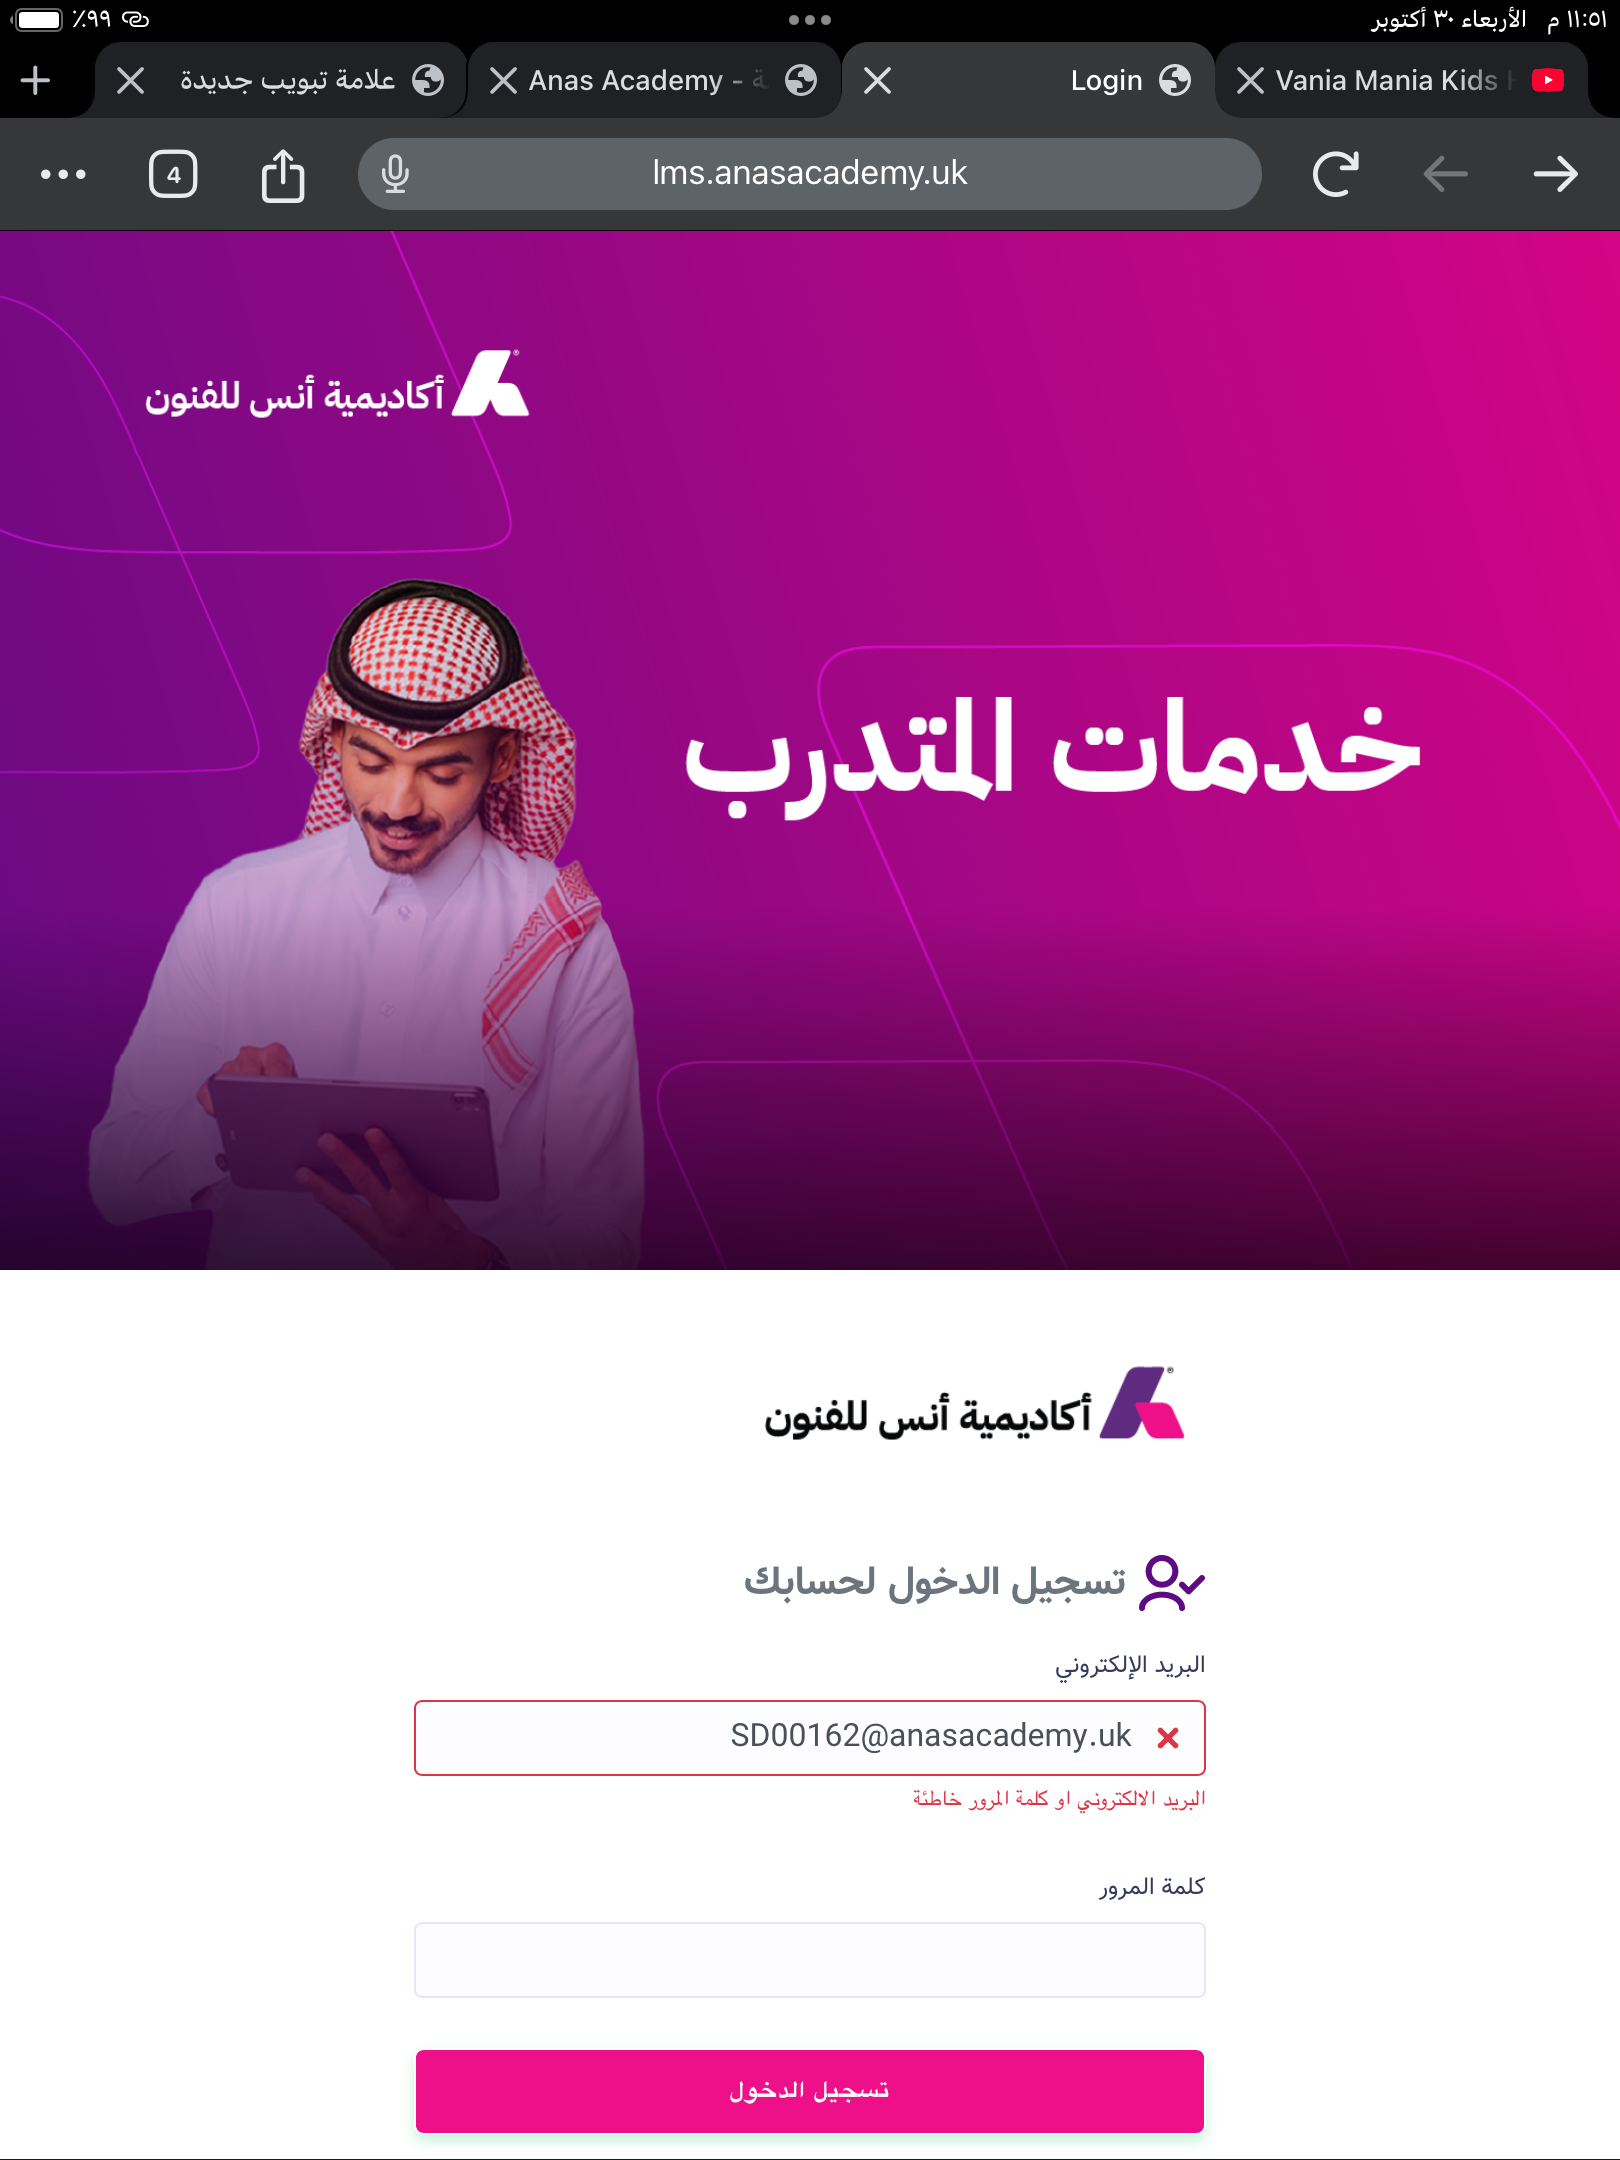 ١١:٥١ م الأربعاء ٣٠ أكتوبر
٪٩٩
Vania Mania Kids
Login
Anas Academy -
علامة تبويب جديدة
4
lms.anasacademy.uk
أكاديمية أنس للفنون
خدمات المتدرب
أكاديمية أنس للفنون
تسجيل الدخول لحسابك
البريد الإلكتروني
SD00162@anasacademy.uk
البريد الالكتروني او كلمة المرور خاطئة
كلمة المرور
تسجيل الدخول